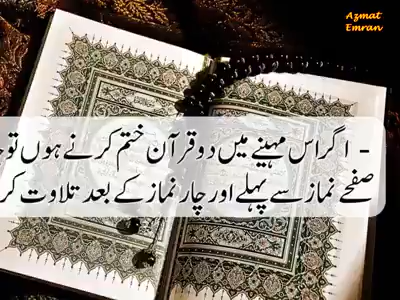 Azmat
Emran
- اگر اس مہینے میں دو قرآن ختم کرنے ہوں تو
صفحے نماز سے پہلے اور چار نماز کے بعد تلاوت کر